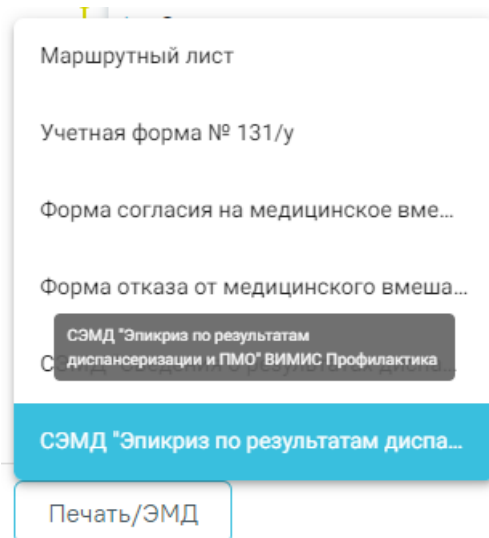 Маршрутный лист
Учетная форма № 131/у
Форма согласия на медицинское вме...
Форма отказа от медицинского вмеша...
СЭМД "Эпикриз по результатам
диспансеризации и ПМО" ВИМИС Профилактика
СЭМД "Эпикриз по результатам диспа...
Печать/ЭМД